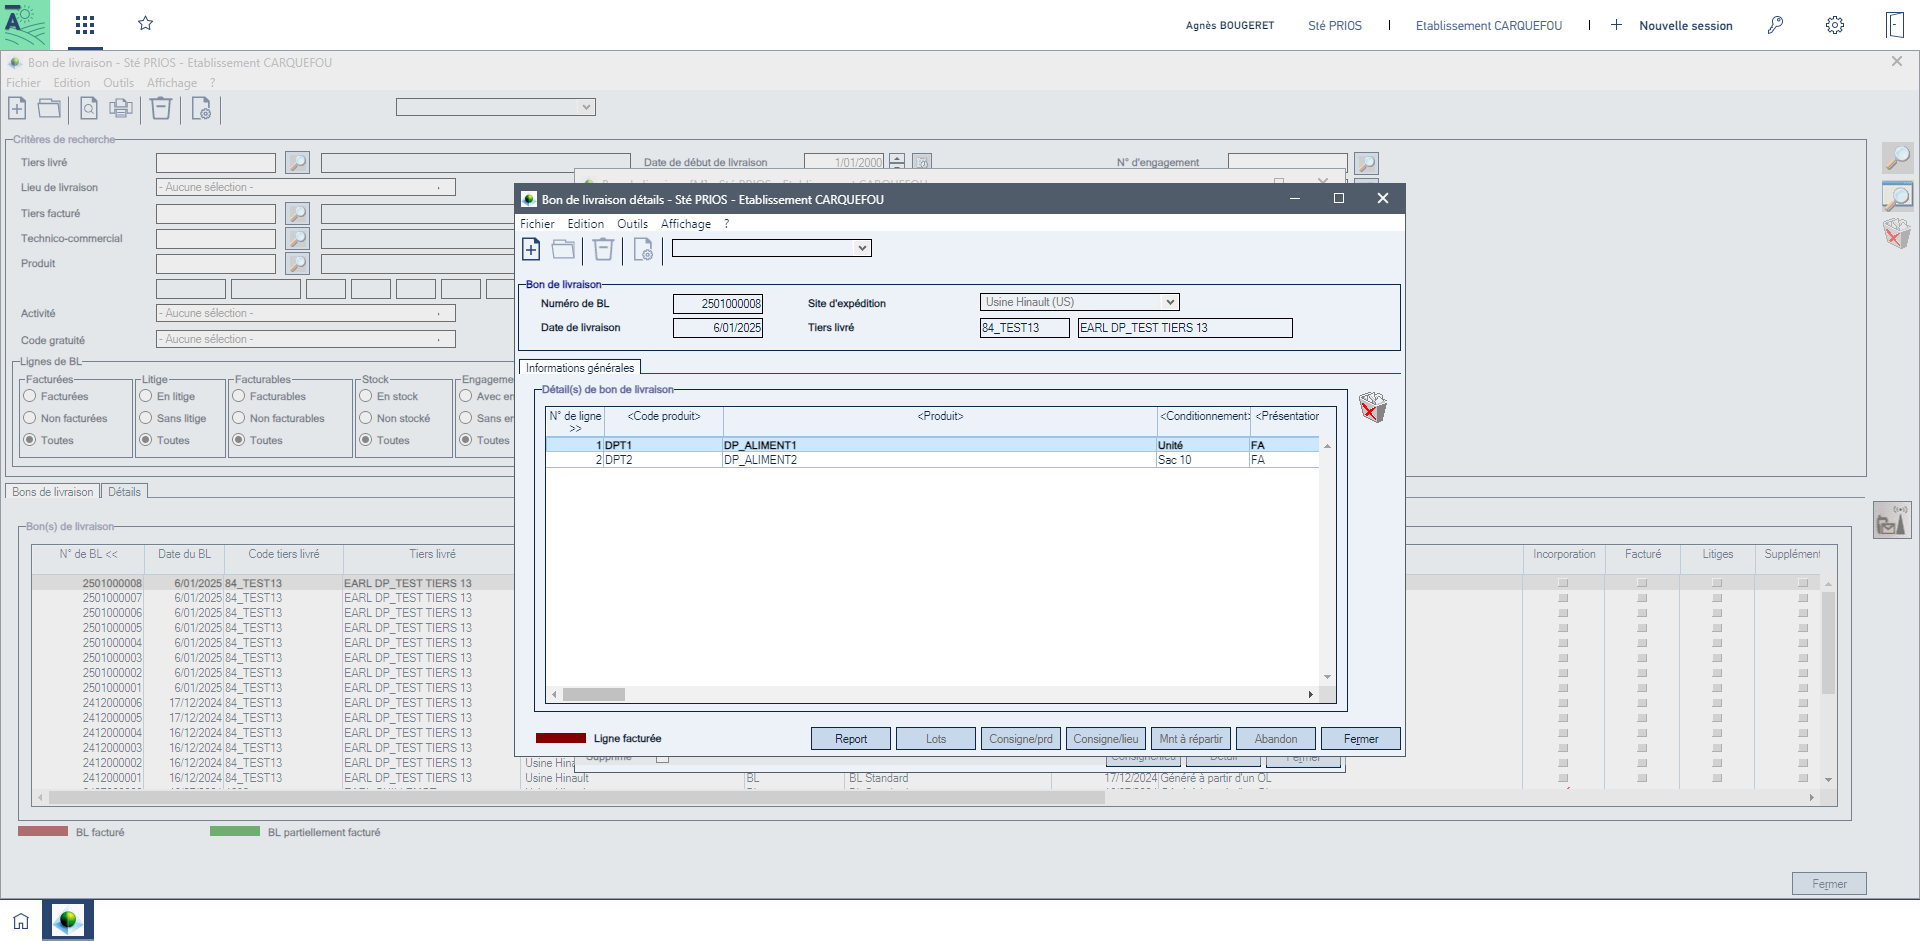 Agnès BOUGERET Sté PRIOS Etablissement CARQUEFOU Nouvelle session
Bon de livraison - Sté PRIOS - Etablissement CARQUEFOU
Fichier Edition Outils Affichage ?
Critères de recherche
Tiers livré
Date de début de livraison 1/01/2000
N° d'engagement
Lieu de livraison - Aucune sélection -
Tiers facturé
Technico-commercial
Produit
Activité - Aucune sélection -
Code gratuité - Aucune sélection -
Lignes de BL
Facturées Litige Facturables Stock Engageme
Facturées En litige Facturables En stock Avec en
Non facturées Sans litige Non facturables Non stocké Sans en
Toutes Toutes Toutes Toutes Toutes
Bons de livraison Détails
Bon(s) de livraison
N° de BL << Date du BL Code tiers livré Tiers livré Incorporation Facturé Litiges Supplément
2501000008 6/01/2025 84_TEST13 EARL DP_TEST TIERS 13
2501000007 6/01/2025 84_TEST13 EARL DP_TEST TIERS 13
2501000006 6/01/2025 84_TEST13 EARL DP_TEST TIERS 13
2501000005 6/01/2025 84_TEST13 EARL DP_TEST TIERS 13
2501000004 6/01/2025 84_TEST13 EARL DP_TEST TIERS 13
2501000003 6/01/2025 84_TEST13 EARL DP_TEST TIERS 13
2501000002 6/01/2025 84_TEST13 EARL DP_TEST TIERS 13
2501000001 6/01/2025 84_TEST13 EARL DP_TEST TIERS 13
2412000006 17/12/2024 84_TEST13 EARL DP_TEST TIERS 13
2412000005 17/12/2024 84_TEST13 EARL DP_TEST TIERS 13
2412000004 16/12/2024 84_TEST13 EARL DP_TEST TIERS 13
2412000003 16/12/2024 84_TEST13 EARL DP_TEST TIERS 13
2412000002 16/12/2024 84_TEST13 EARL DP_TEST TIERS 13 Usine Hina
2412000001 16/12/2024 84_TEST13 EARL DP_TEST TIERS 13 Usine Hinault BL BL Standard 17/12/2024 Généré à partir d'un OL
BL facturé BL partiellement facturé
Fermer
Bon de livraison détails - Sté PRIOS - Etablissement CARQUEFOU
Fichier Edition Outils Affichage ?
Bon de livraison
Numéro de BL 2501000008 Site d'expédition Usine Hinault (US)
Date de livraison 6/01/2025 Tiers livré 84_TEST13 EARL DP_TEST TIERS 13
Informations générales
Détail(s) de bon de livraison
N° de ligne >> <Code produit> <Produit> <Conditionnement> <Présentation
1 DPT1 DP_ALIMENT1 Unité FA
2 DPT2 DP_ALIMENT2 Sac 10 FA
Ligne facturée
Report Lots Consigne/prd Consigne/lieu Mnt à répartir Abandon Fermer